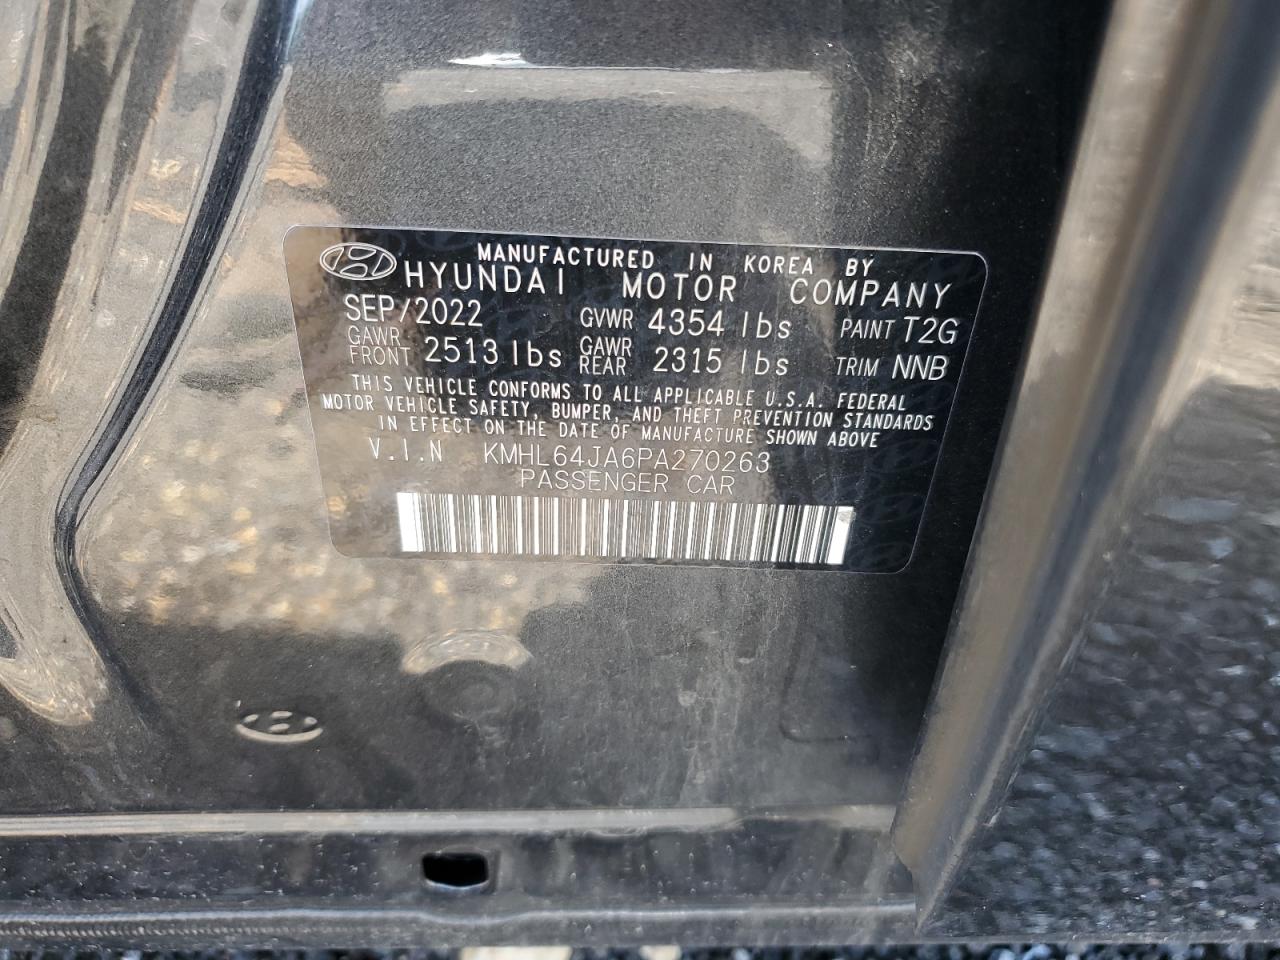 MANUFACTURED IN KOREA BY
HYUNDAI MOTOR COMPANY
SEP/2022 GVWR 4354 lbs PAINT T2G
GAWR FRONT 2513 lbs GAWR REAR 2315 lbs TRIM NNB
THIS VEHICLE CONFORMS TO ALL APPLICABLE U.S.A. FEDERAL
MOTOR VEHICLE SAFETY, BUMPER, AND THEFT PREVENTION STANDARDS
IN EFFECT ON THE DATE OF MANUFACTURE SHOWN ABOVE
V.I.N KMHL64JA6PA270263
PASSENGER CAR